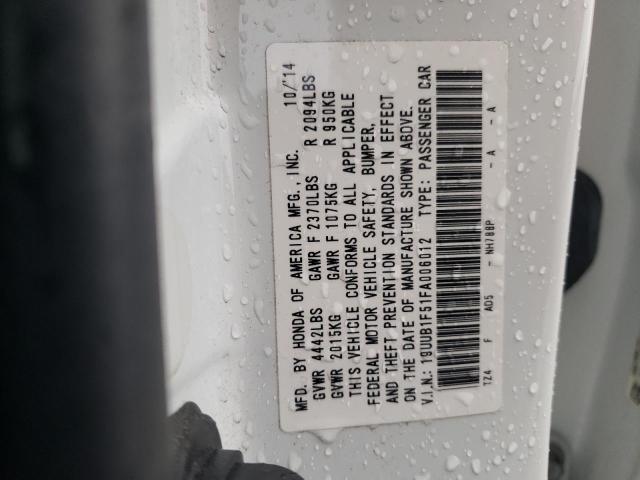 MFD. BY HONDA OF AMERICA MFG., INC. 10/'14
GVWR 4442LBS GAWR F 2370LBS R 2094LBS
GVWR 2015KG GAWR F 1075KG R 950KG
THIS VEHICLE CONFORMS TO ALL APPLICABLE
FEDERAL MOTOR VEHICLE SAFETY, BUMPER,
AND THEFT PREVENTION STANDARDS IN EFFECT
ON THE DATE OF MANUFACTURE SHOWN ABOVE.
V.I.N.: 19UUB1F51FA006012 TYPE: PASSENGER CAR
TZ4 F AD5 - NH788P - A - A